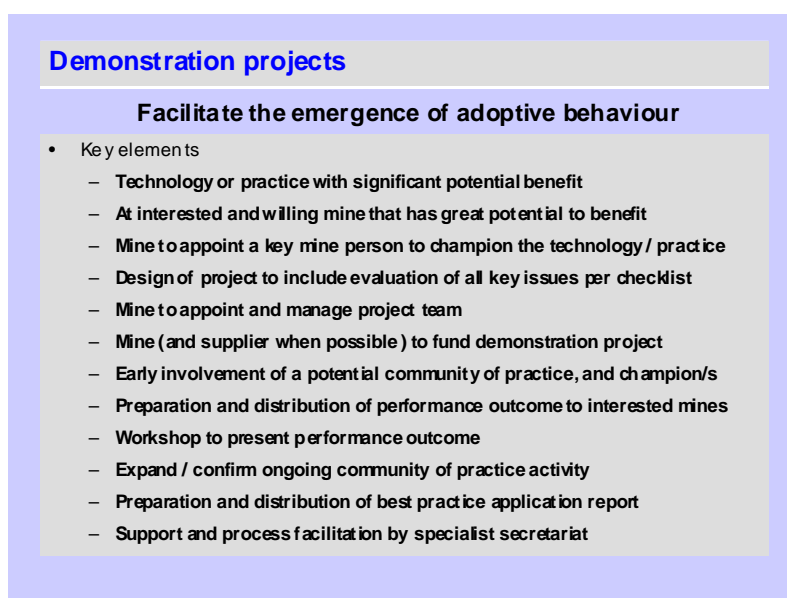 Demonstration projects
Facilitate the emergence of adoptive behaviour
• Key elements
– Technology or practice with significant potential benefit
– At interested and willing mine that has great potential to benefit
– Mine to appoint a key mine person to champion the technology / practice
– Design of project to include evaluation of all key issues per checklist
– Mine to appoint and manage project team
– Mine (and supplier when possible) to fund demonstration project
– Early involvement of a potential community of practice, and champion/s
– Preparation and distribution of performance outcome to interested mines
– Workshop to present performance outcome
– Expand / confirm ongoing community of practice activity
– Preparation and distribution of best practice application report
– Support and process facilitation by specialist secretariat